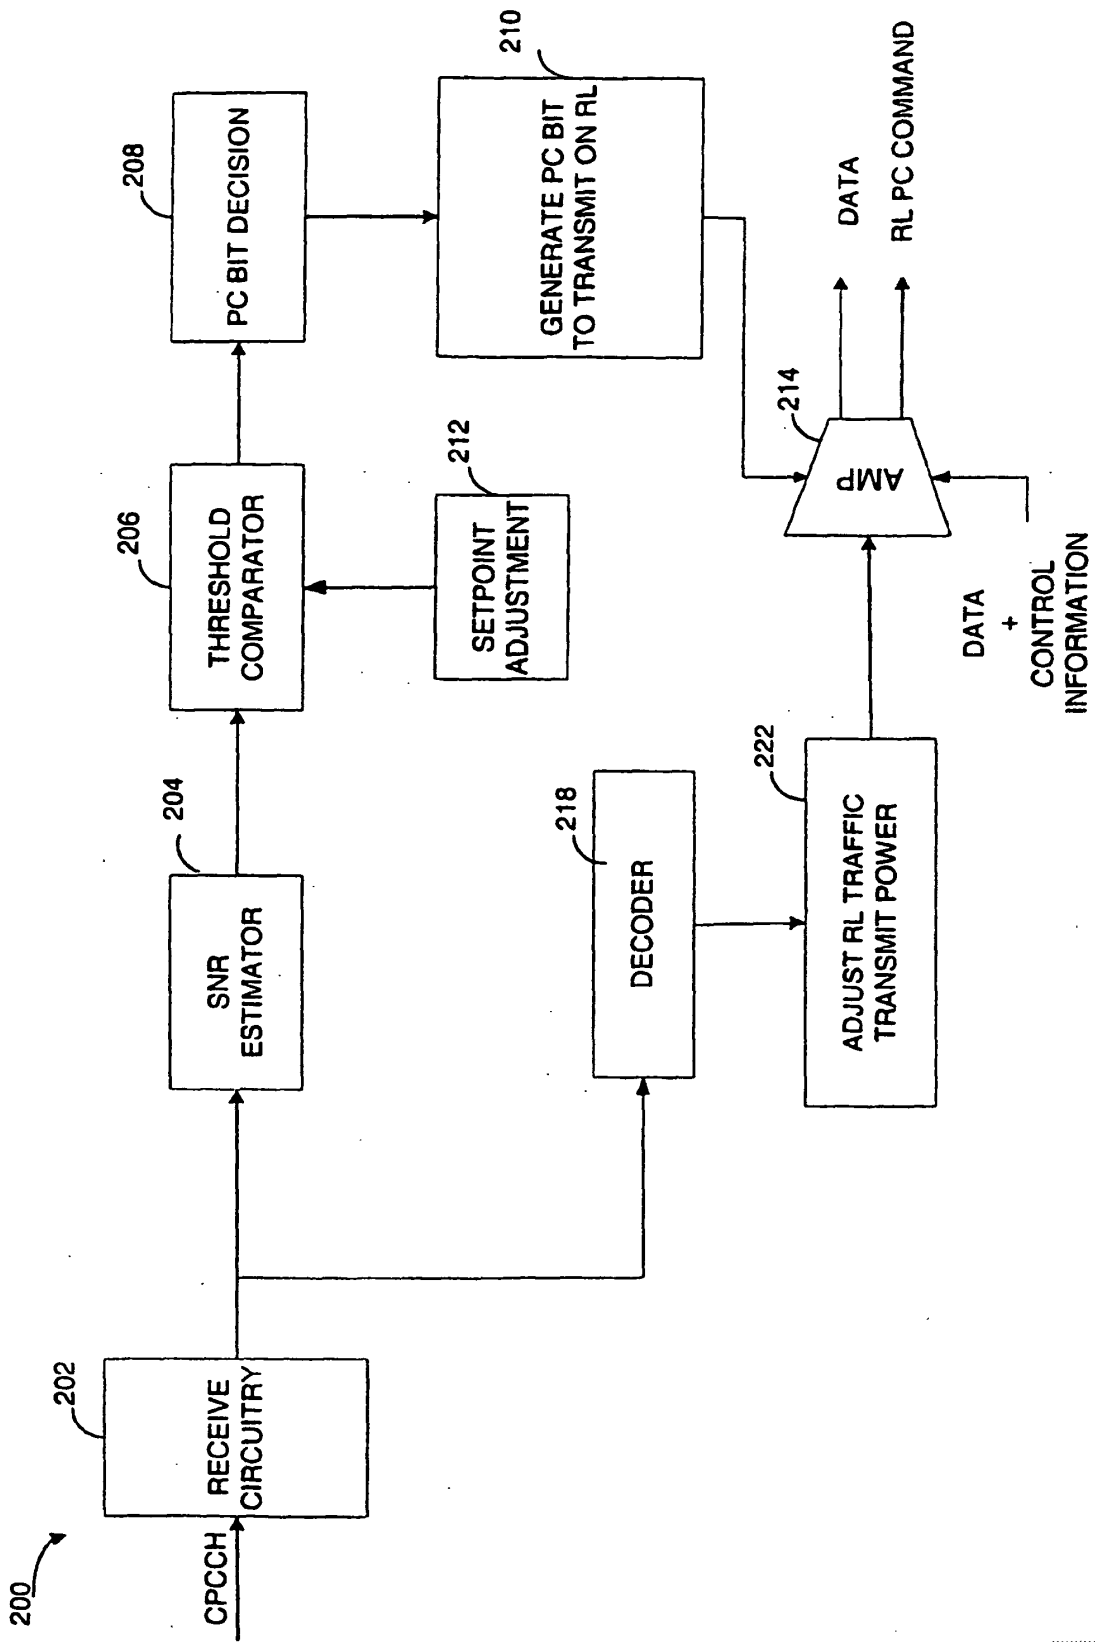 200
CPCCH
202
RECEIVE
CIRCUITRY
204
SNR
ESTIMATOR
206
THRESHOLD
COMPARATOR
208
PC BIT DECISION
212
SETPOINT
ADJUSTMENT
210
GENERATE PC BIT
TO TRANSMIT ON RL
218
DECODER
222
ADJUST RL TRAFFIC
TRANSMIT POWER
214
AMP
DATA
RL PC COMMAND
DATA
+
CONTROL
INFORMATION